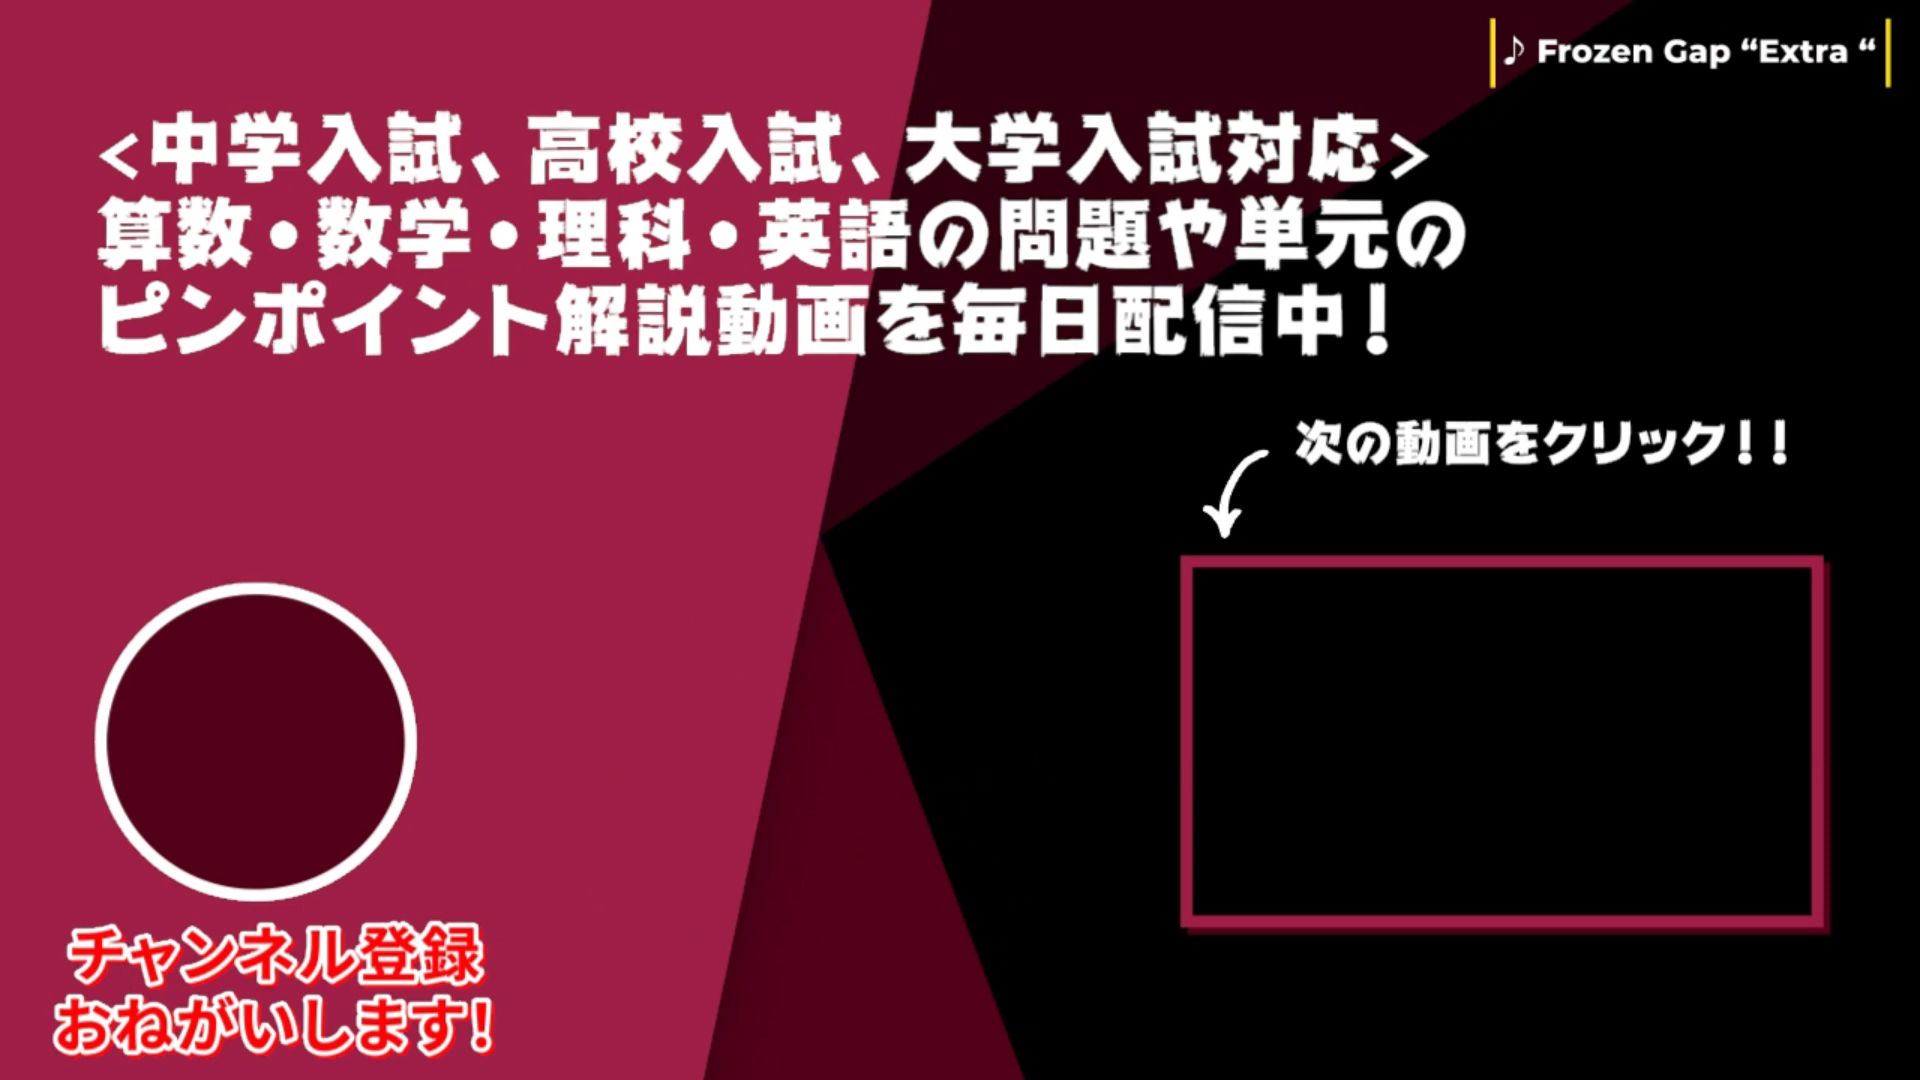 ♪ Frozen Gap “Extra “
<中学入試、高校入試、大学入試対応>
算数・数学・理科・英語の問題や単元の
ピンポイント解説動画を毎日配信中！
次の動画をクリック！！
チャンネル登録
おねがいします！